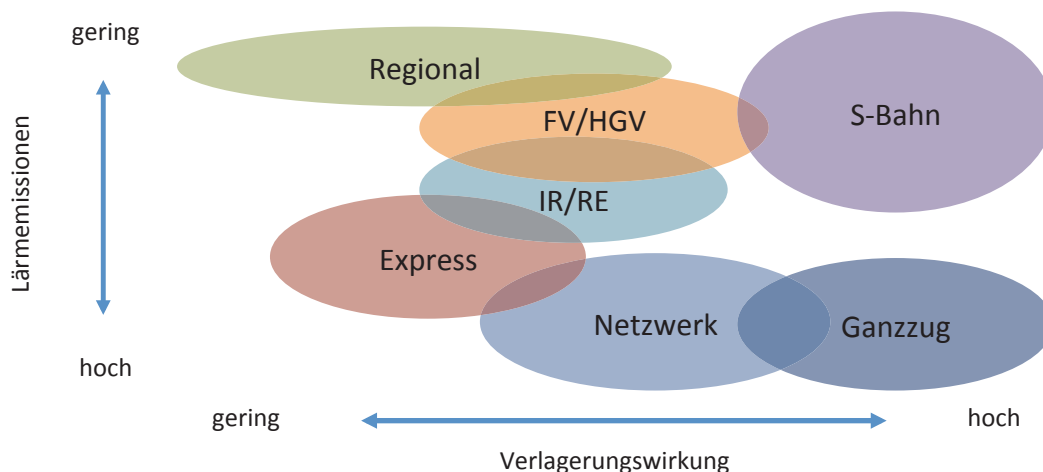 gering
Regional
FV/HGV
S-Bahn
Lärmemissionen
IR/RE
Express
Netzwerk
Ganzzug
hoch
gering
hoch
Verlagerungswirkung